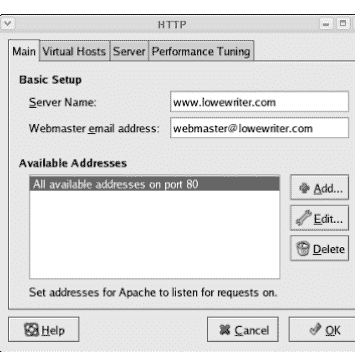 HTTP
Main Virtual Hosts Server Performance Tuning
Basic Setup
Server Name: www.lowewriter.com
Webmaster email address: webmaster@lowewriter.com
Available Addresses
All available addresses on port 80
Add...
Edit...
Delete
Set addresses for Apache to listen for requests on.
Help Cancel OK